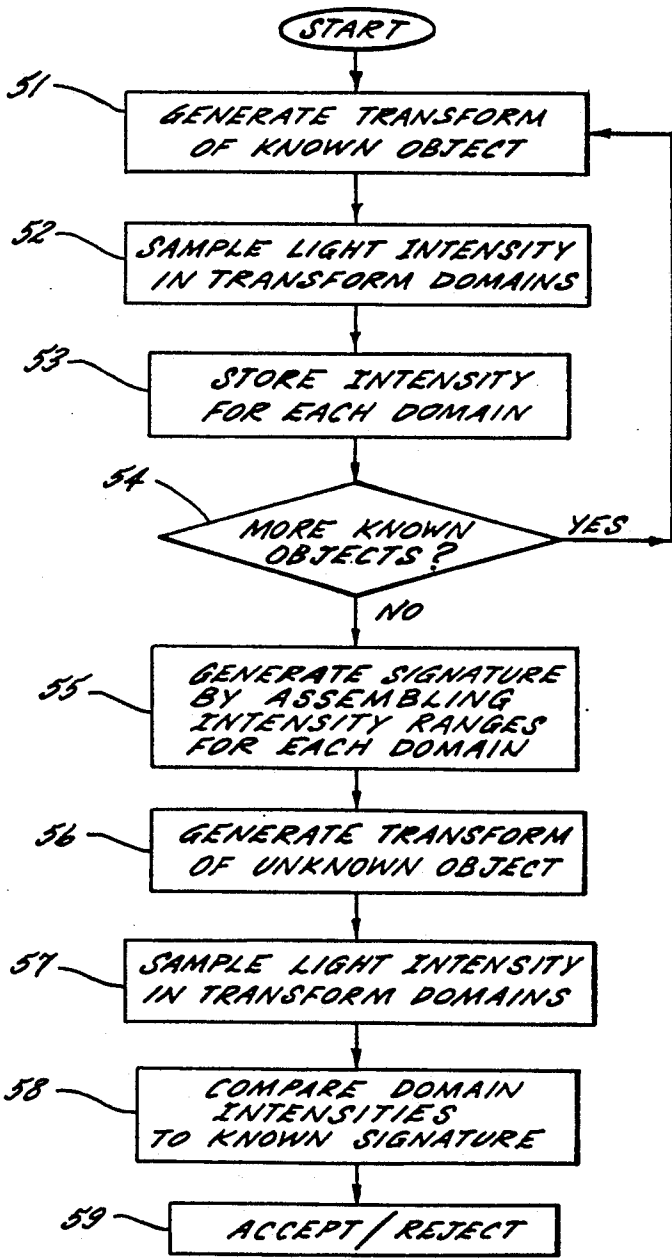 START
51
GENERATE TRANSFORM
OF KNOWN OBJECT
52
SAMPLE LIGHT INTENSITY
IN TRANSFORM DOMAINS
53
STORE INTENSITY
FOR EACH DOMAIN
54
MORE KNOWN
OBJECTS?
YES
NO
55
GENERATE SIGNATURE
BY ASSEMBLING
INTENSITY RANGES
FOR EACH DOMAIN
56
GENERATE TRANSFORM
OF UNKNOWN OBJECT
57
SAMPLE LIGHT INTENSITY
IN TRANSFORM DOMAINS
58
COMPARE DOMAIN
INTENSITIES
TO KNOWN SIGNATURE
59
ACCEPT/REJECT